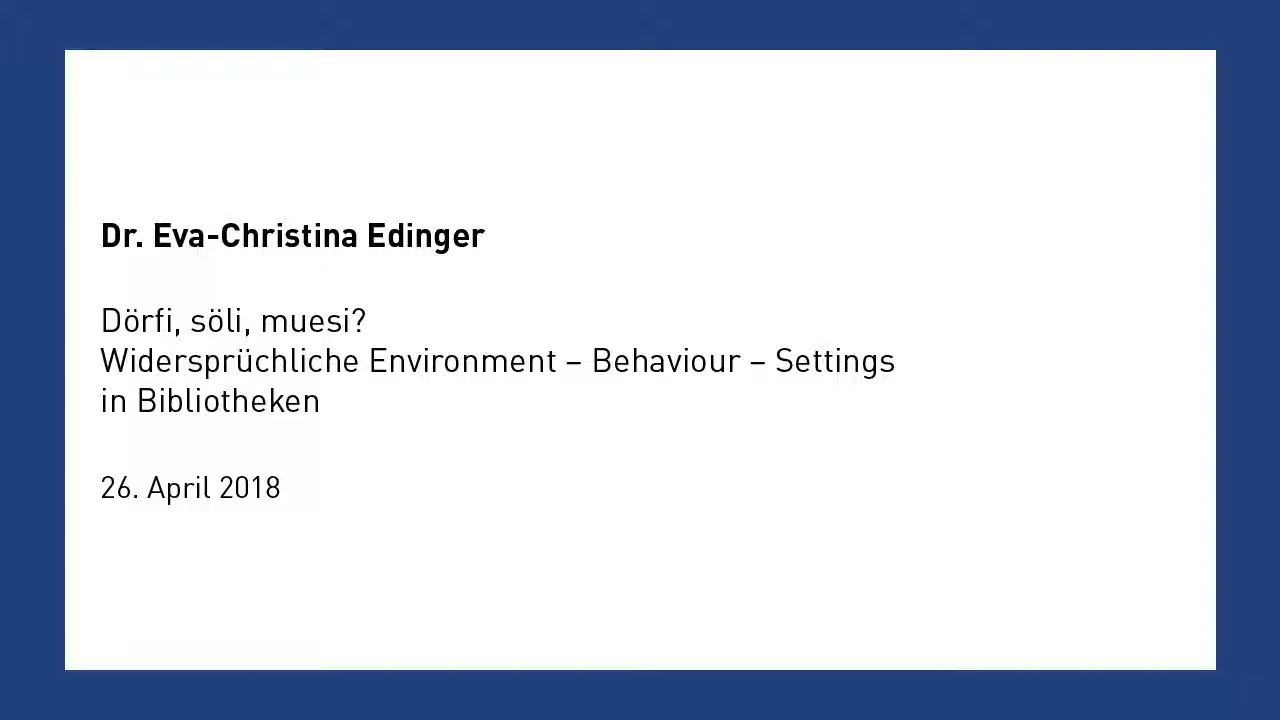 Dr. Eva-Christina Edinger
Dörfi, söli, muesi?
Widersprüchliche Environment – Behaviour – Settings
in Bibliotheken
26. April 2018